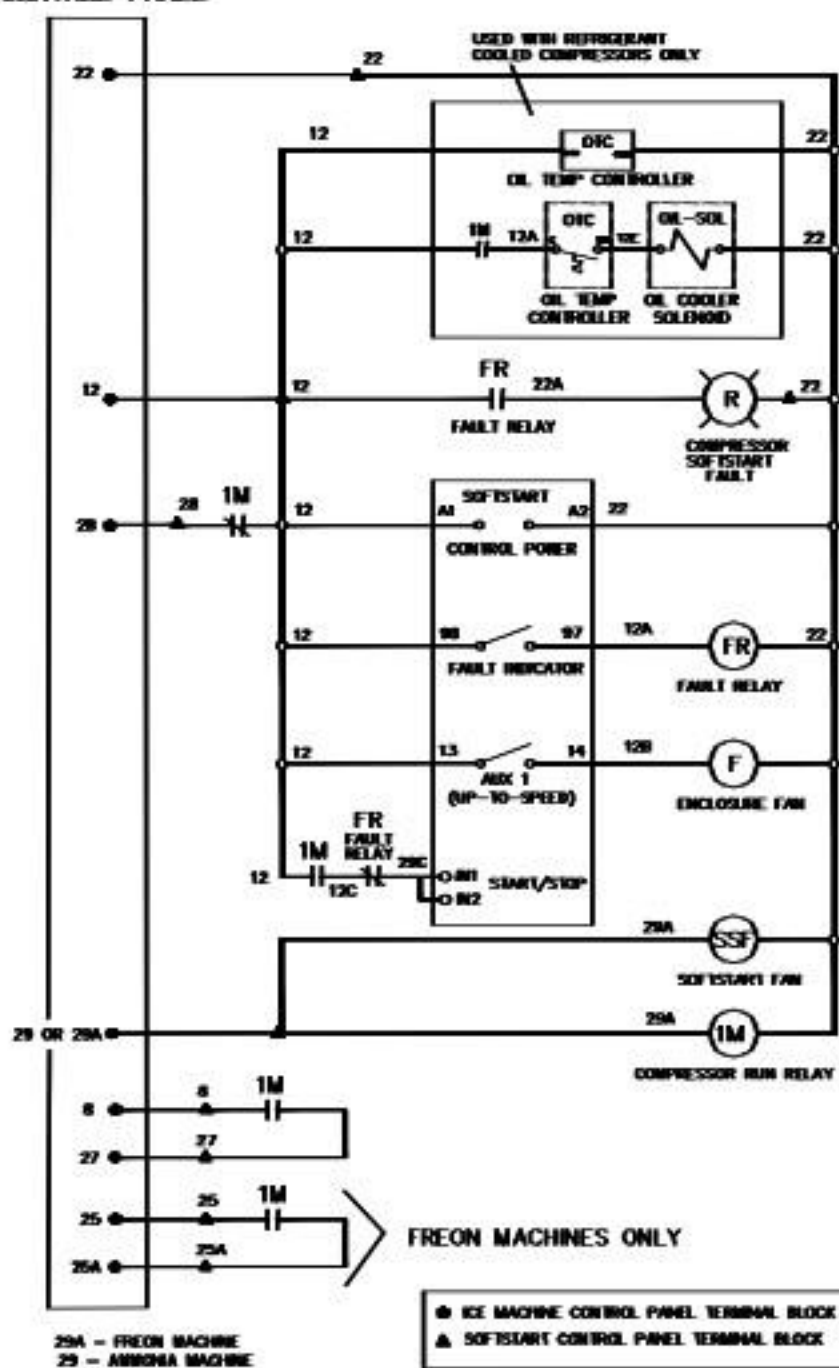 22
22
USED WITH REFRIGERANT
COOLED COMPRESSORS ONLY
12
OTC
22
OIL TEMP CONTROLLER
12
1M
12A
OTC
12C
OIL-SOL
22
OIL TEMP
CONTROLLER
OIL COOLER
SOLENOID
12
12
FR
22A
R
22
FAULT RELAY
COMPRESSOR
SOFTSTART
FAULT
28
28
1M
12
SOFTSTART
A1
A2
22
CONTROL POWER
12
98
97
12A
FR
22
FAULT INDICATOR
FAULT RELAY
12
13
14
12B
F
AUX 1
(UP-TO-SPEED)
ENCLOSURE FAN
12
1M
12C
FR
FAULT
RELAY
29C
IN1
IN2
START/STOP
29A
SSF
SOFTSTART FAN
29 OR 29A
29A
1M
COMPRESSOR RUN RELAY
8
8
1M
27
27
25
25
1M
25A
25A
FREON MACHINES ONLY
ICE MACHINE CONTROL PANEL TERMINAL BLOCK
SOFTSTART CONTROL PANEL TERMINAL BLOCK
29A - FREON MACHINE
29 - AMMONIA MACHINE